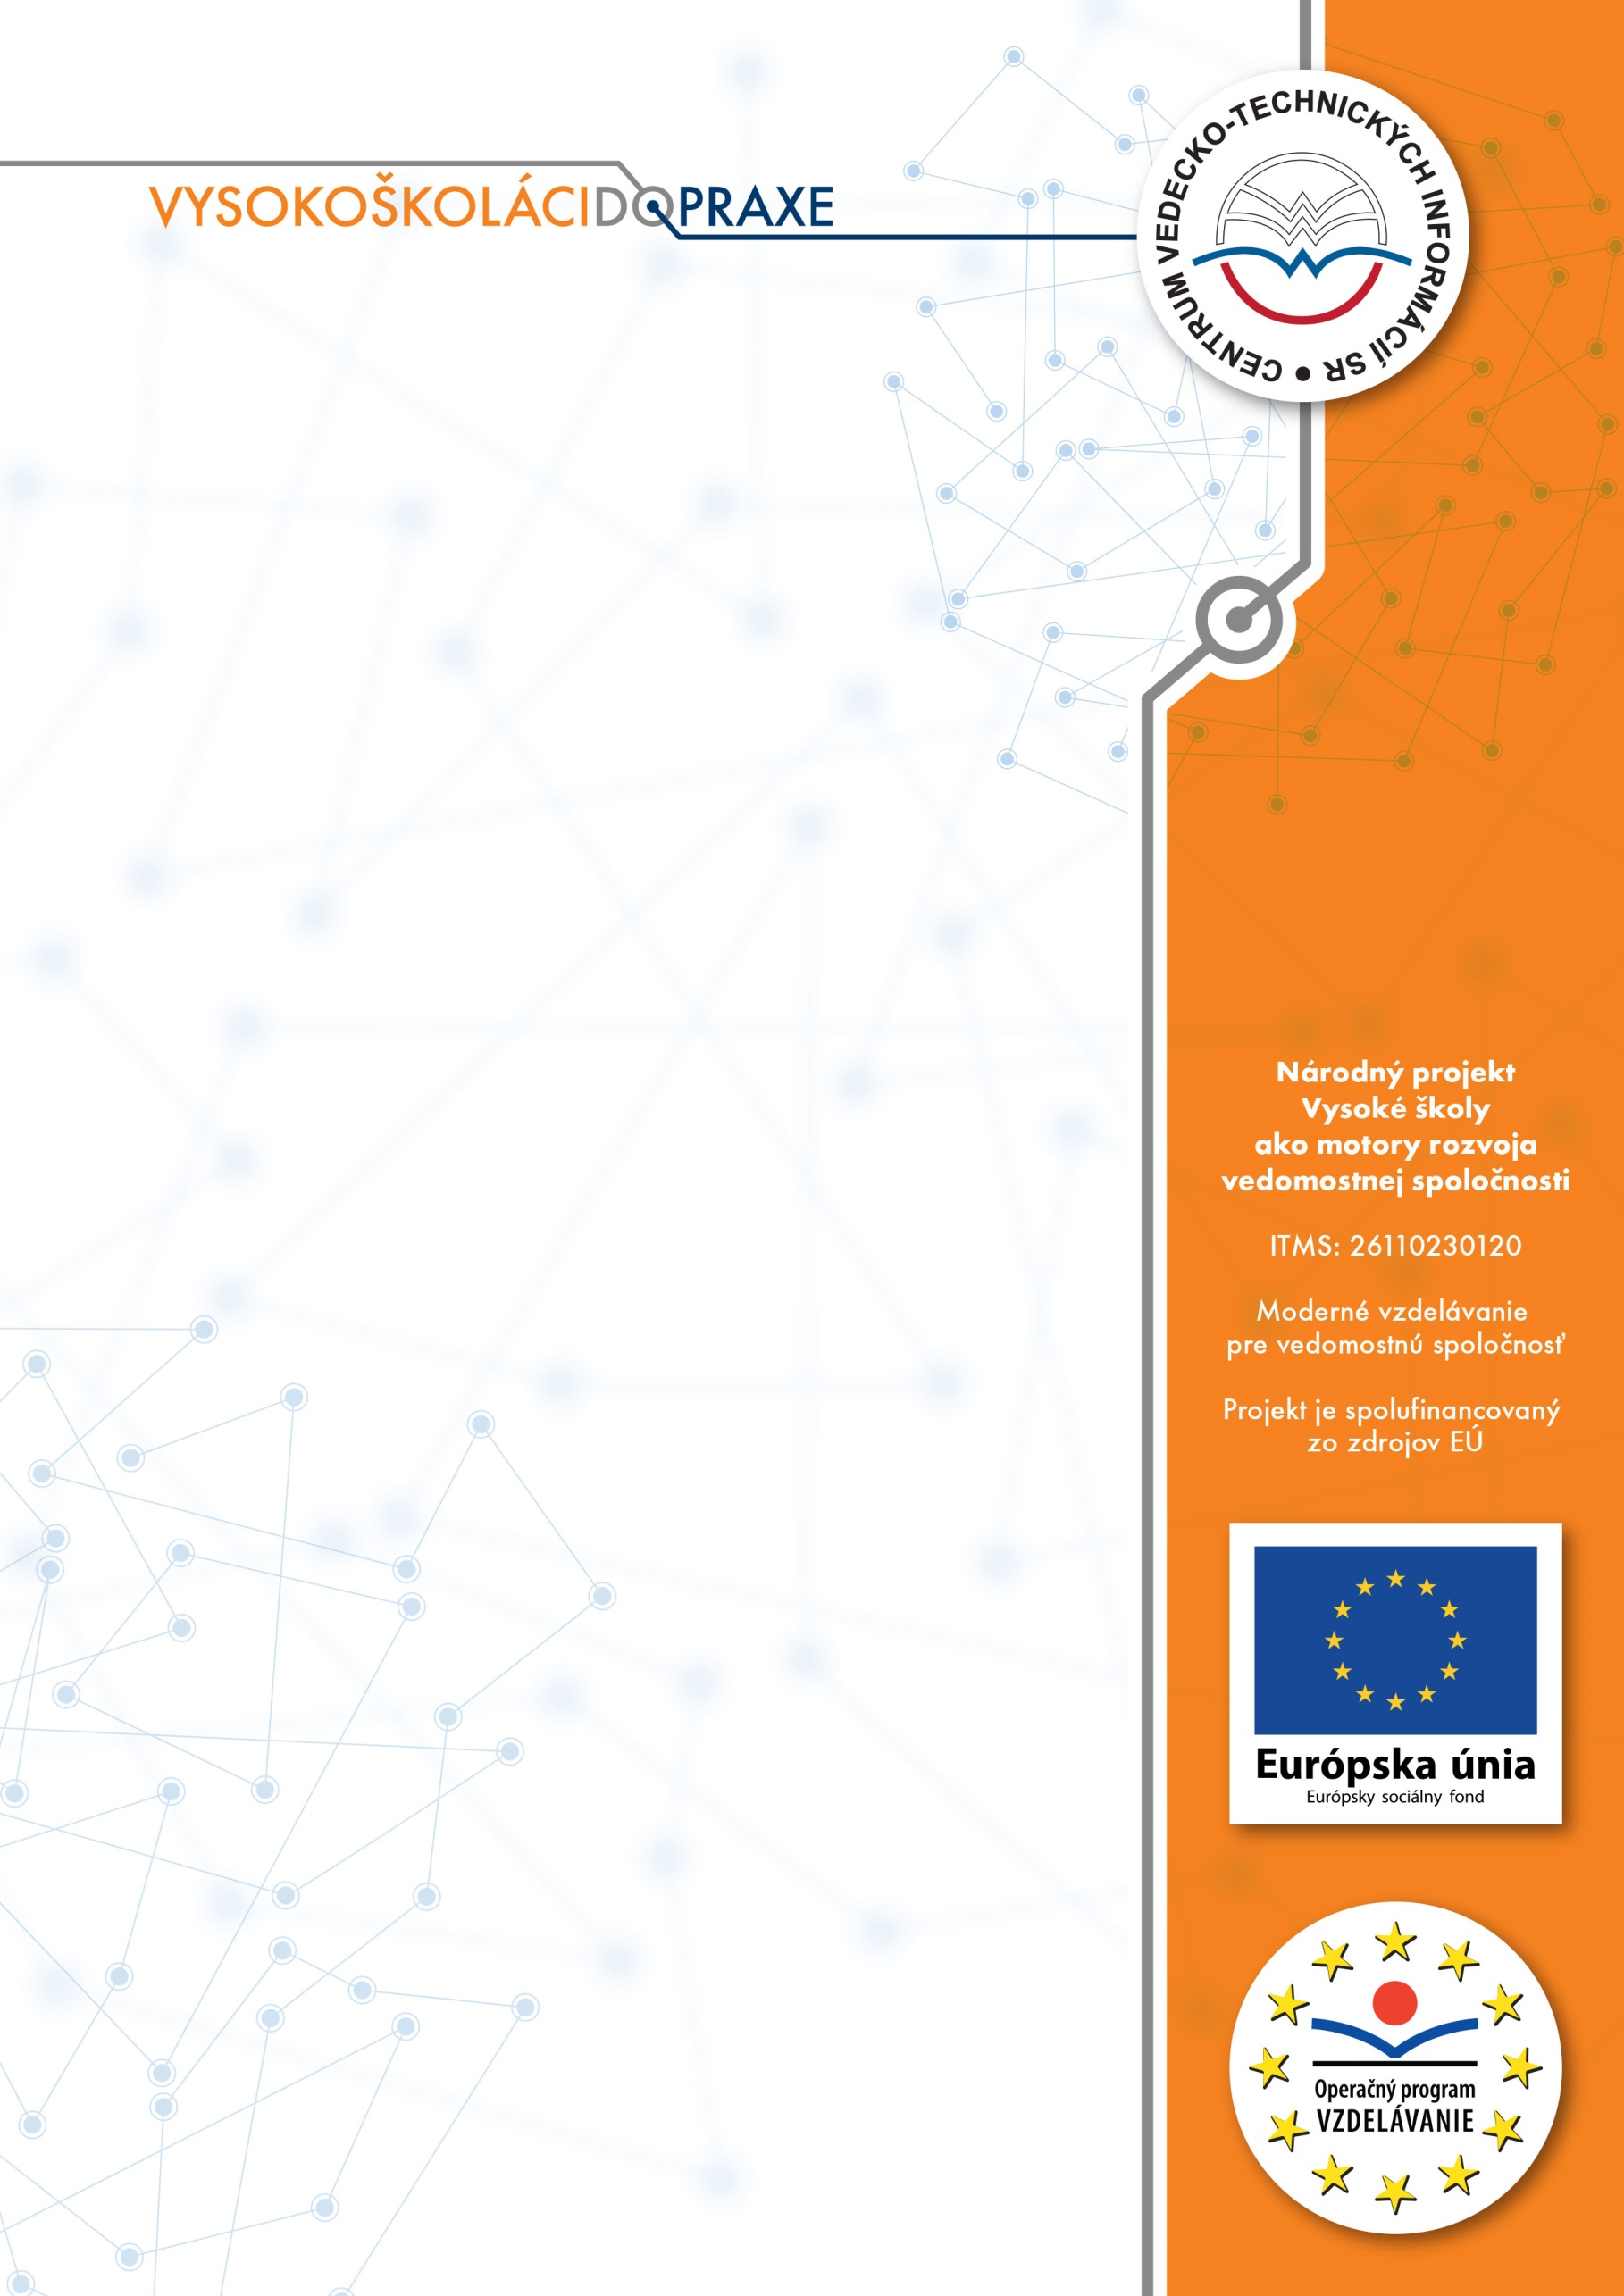 VYSOKOŠKOLÁCIDOPRAXE
CENTRUM VEDECKO-TECHNICKÝCH INFORMÁCIÍ SR •
Národný projekt
Vysoké školy
ako motory rozvoja
vedomostnej spoločnosti
ITMS: 26110230120
Moderné vzdelávanie
pre vedomostnú spoločnosť
Projekt je spolufinancovaný
zo zdrojov EÚ
Európska únia
Európsky sociálny fond
Operačný program
VZDELÁVANIE